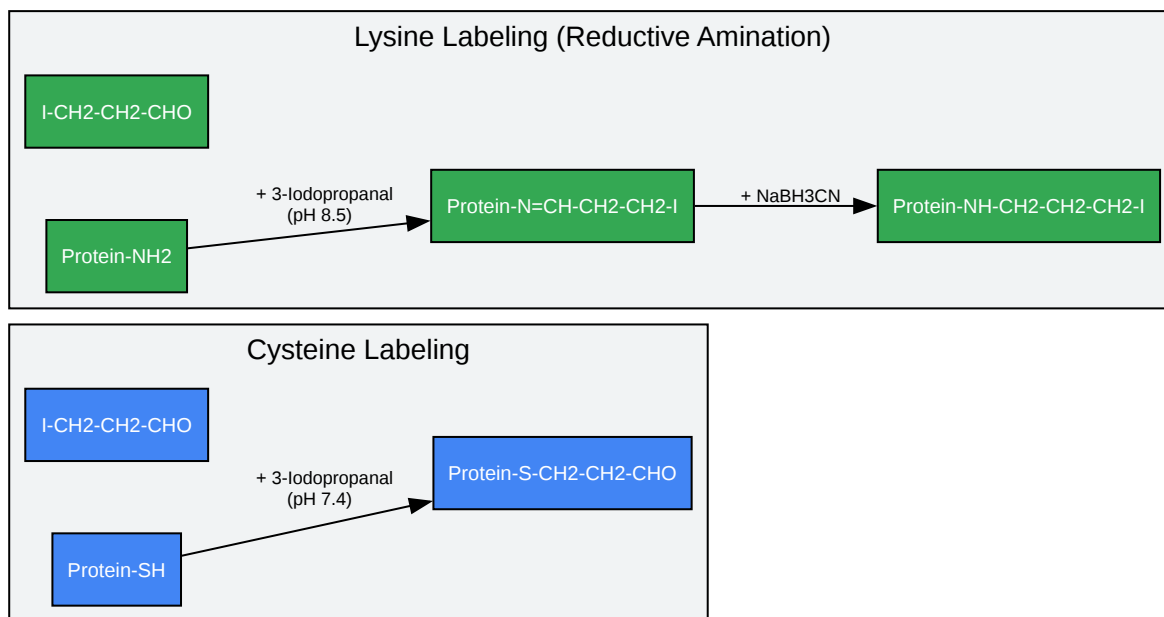 Lysine Labeling (Reductive Amination)
I-CH2-CH2-CHO
+ 3-Iodopropanal
(pH 8.5)
Protein-NH2
Protein-N=CH-CH2-CH2-I
+ NaBH3CN
Protein-NH-CH2-CH2-CH2-I
Cysteine Labeling
I-CH2-CH2-CHO
+ 3-Iodopropanal
(pH 7.4)
Protein-SH
Protein-S-CH2-CH2-CHO